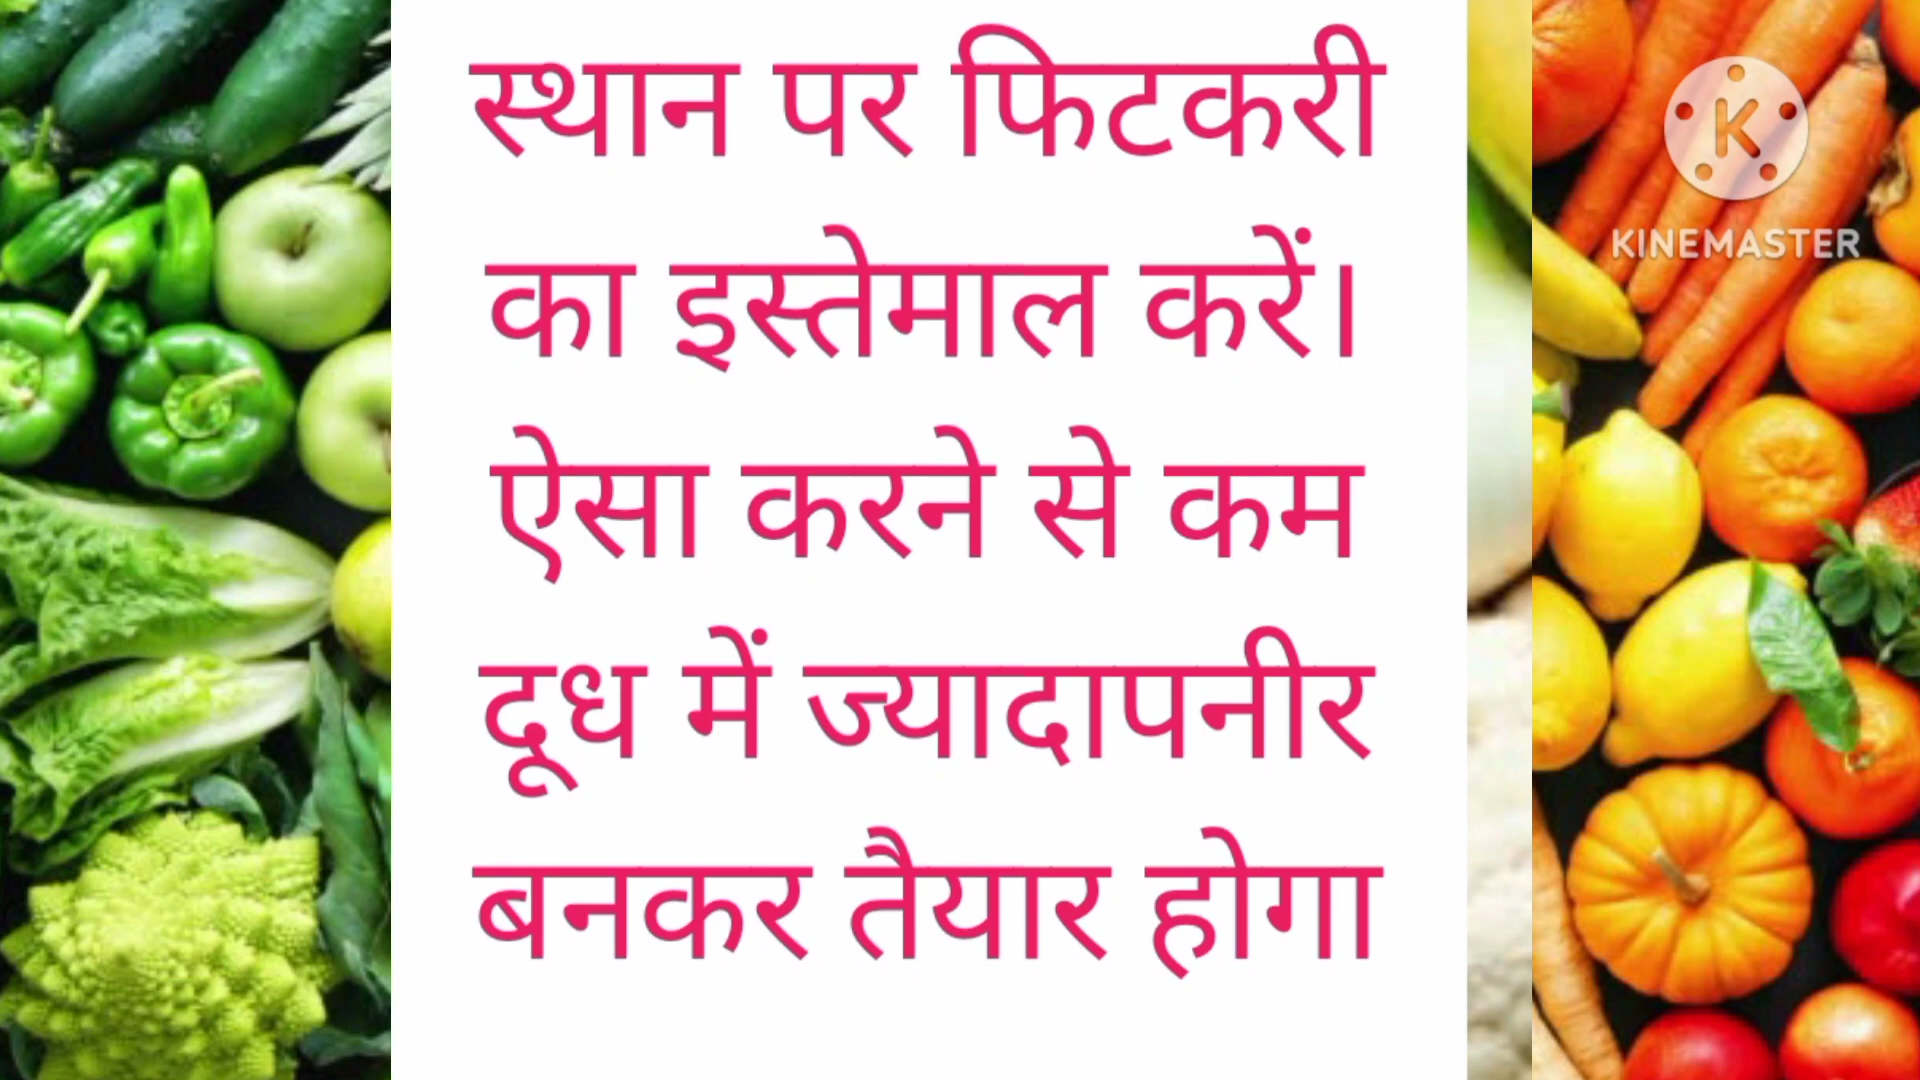 स्थान पर फिटकरी
का इस्तेमाल करें।
ऐसा करने से कम
दूध में ज्यादापनीर
बनकर तैयार होगा
K
KINEMASTER